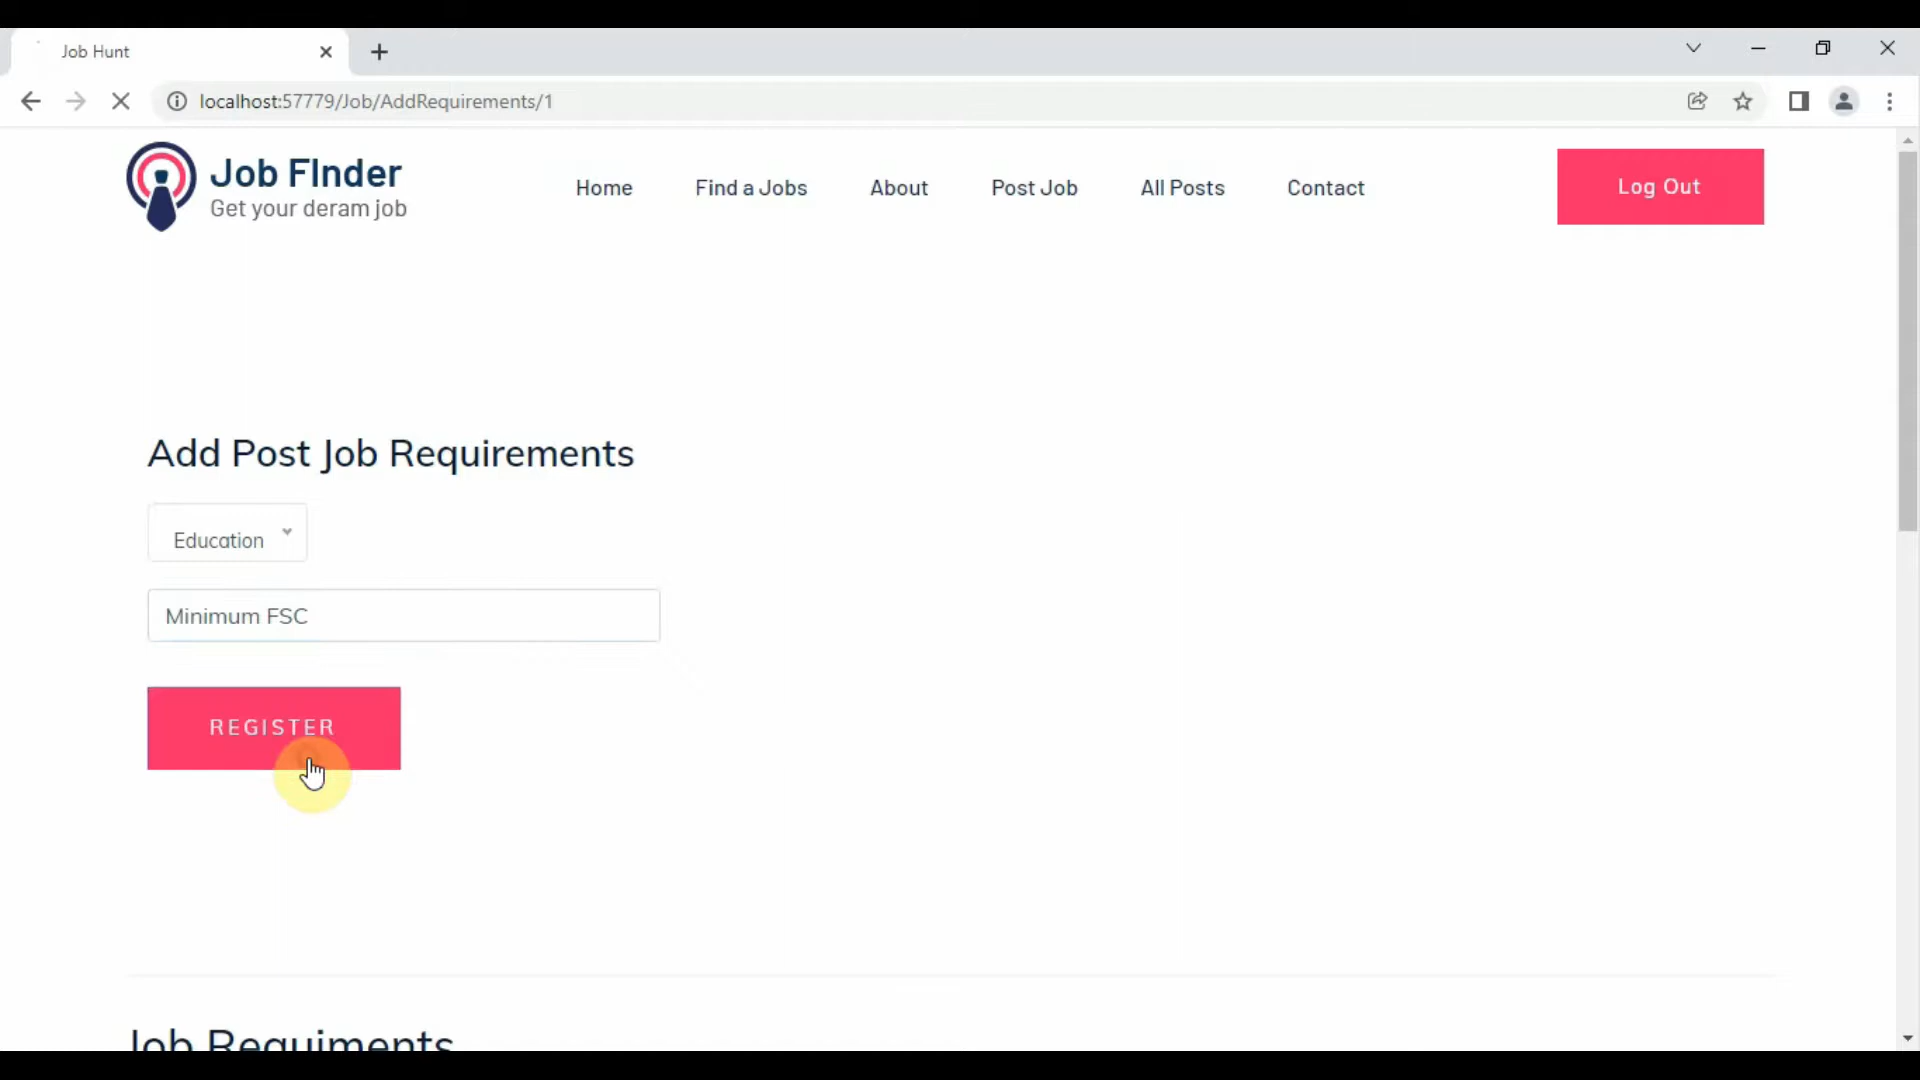 Job Hunt
localhost:57779/Job/AddRequirements/1
Job FInder
Get your deram job
Home
Find a Jobs
About
Post Job
All Posts
Contact
Log Out
Add Post Job Requirements
Education
Minimum FSC
REGISTER
Job Requiments